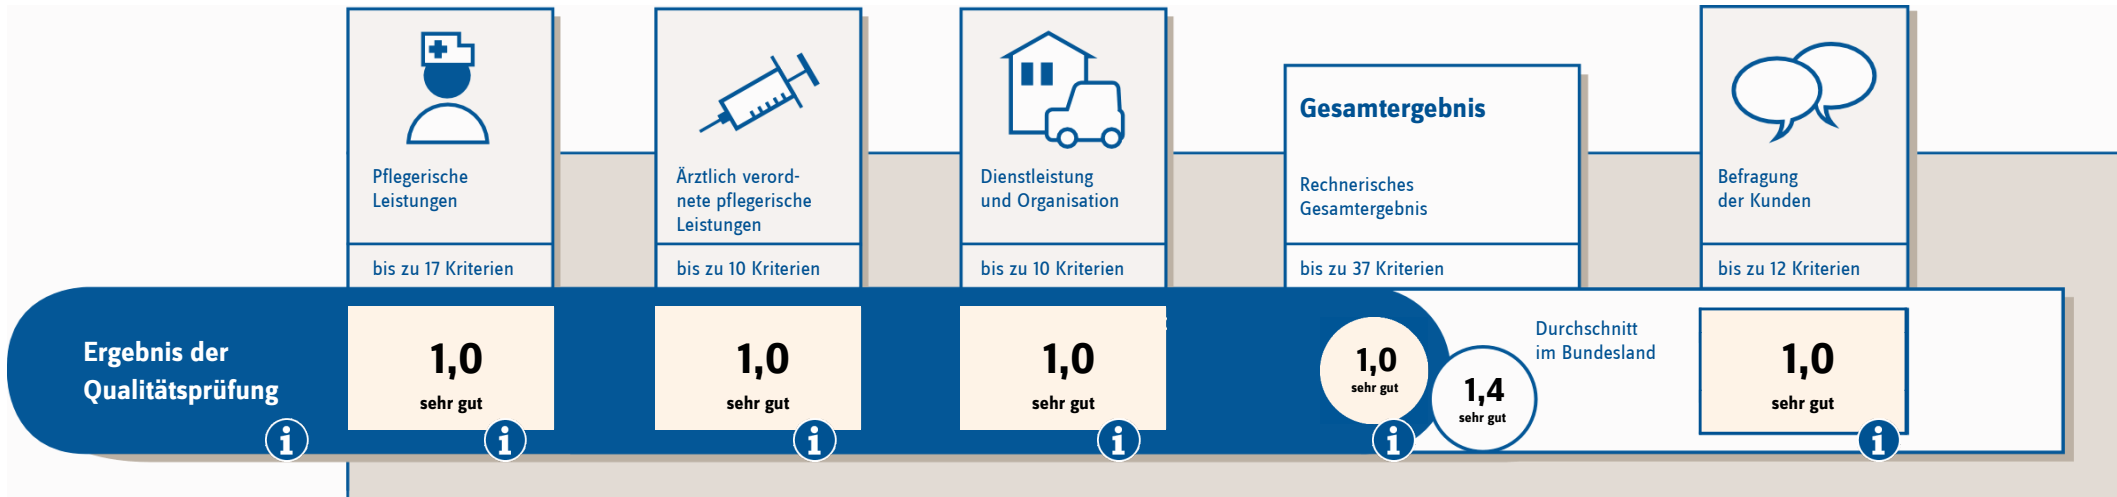 Pflegerische
Leistungen
bis zu 17 Kriterien
Ärztlich verord-
nete pflegerische
Leistungen
bis zu 10 Kriterien
Dienstleistung
und Organisation
bis zu 10 Kriterien
Gesamtergebnis
Rechnerisches
Gesamtergebnis
bis zu 37 Kriterien
Befragung
der Kunden
bis zu 12 Kriterien
Ergebnis der
Qualitätsprüfung
i
1,0
sehr gut
i
1,0
sehr gut
i
1,0
sehr gut
i
1,0
sehr gut
i
1,4
sehr gut
Durchschnitt
im Bundesland
1,0
sehr gut
i